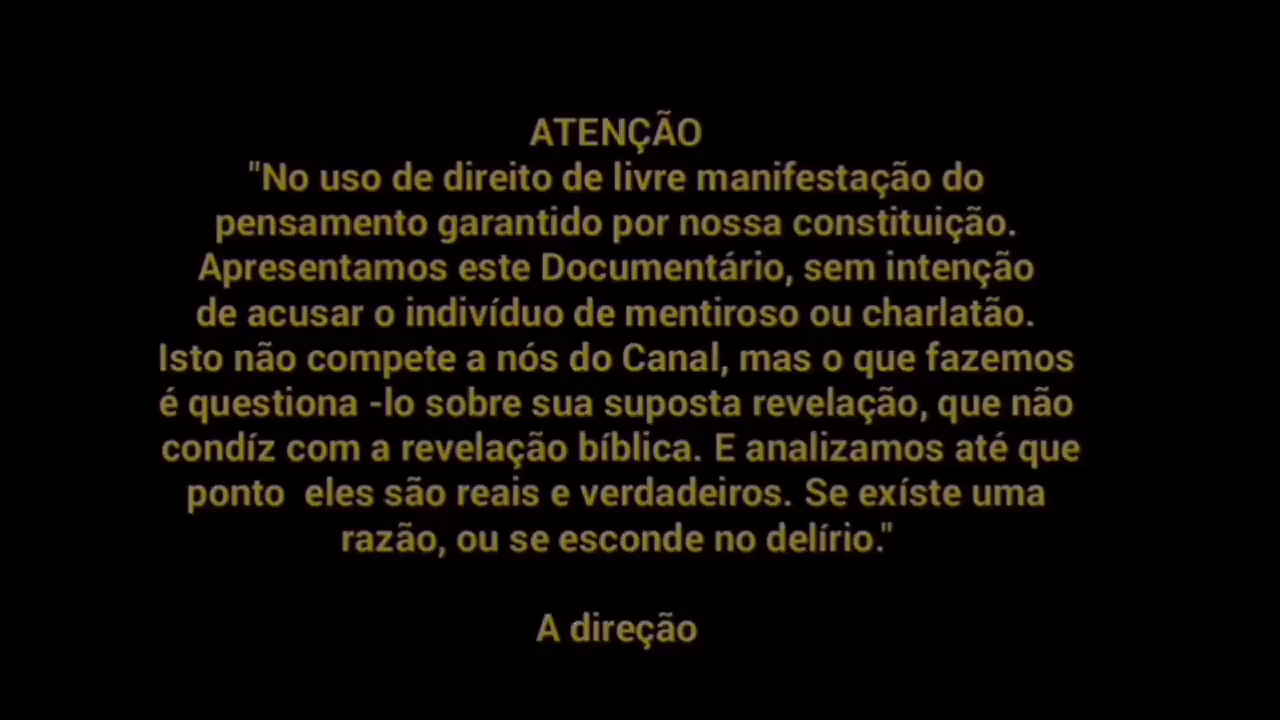 ATENÇÃO
"No uso de direito de livre manifestação do
pensamento garantido por nossa constituição.
Apresentamos este Documentário, sem intenção
de acusar o indivíduo de mentiroso ou charlatão.
Isto não compete a nós do Canal, mas o que fazemos
é questiona -lo sobre sua suposta revelação, que não
condíz com a revelação bíblica. E analizamos até que
ponto  eles são reais e verdadeiros. Se exíste uma
razão, ou se esconde no delírio."
A direção